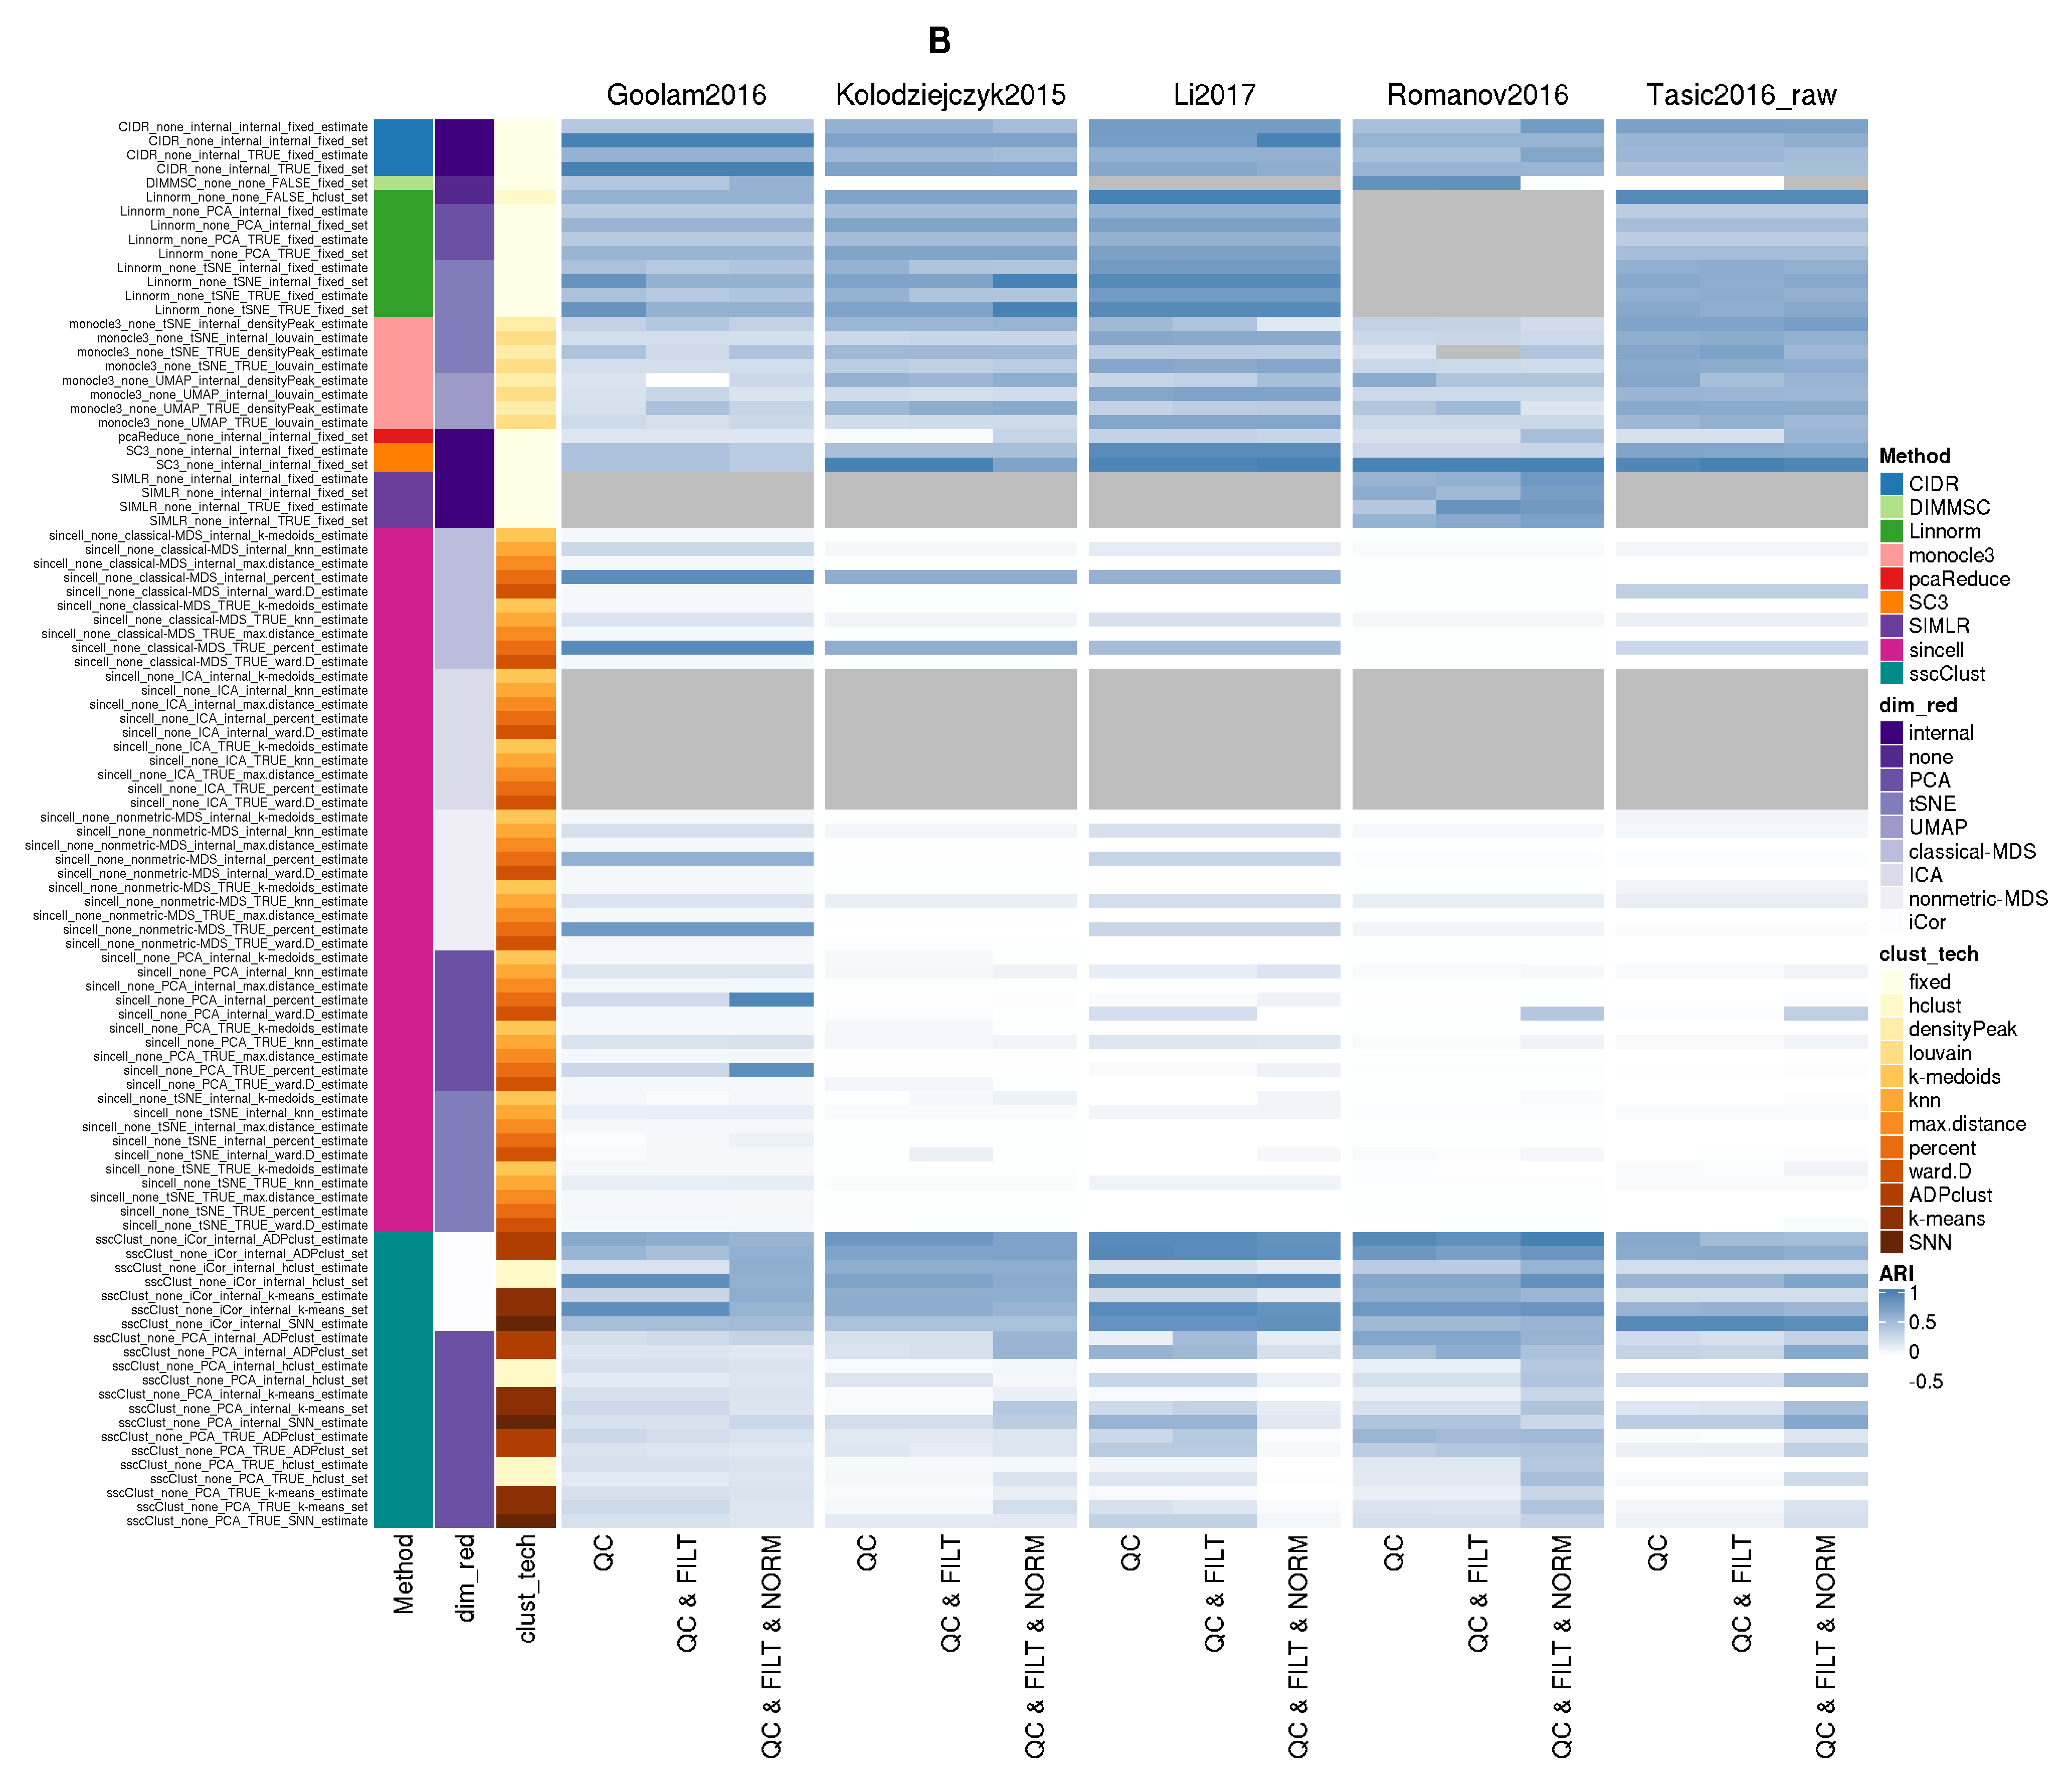 B
Goolam2016 Kolodziejczyk2015 Li2017 Romanov2016 Tasic2016_raw
CIDR_none_internal_internal_fixed_estimate
CIDR_none_internal_internal_fixed_set
CIDR_none_internal_TRUE_fixed_estimate
CIDR_none_internal_TRUE_fixed_set
DIMMSC_none_none_FALSE_fixed_set
Linnorm_none_none_FALSE_hclust_set
Linnorm_none_PCA_internal_fixed_estimate
Linnorm_none_PCA_internal_fixed_set
Linnorm_none_PCA_TRUE_fixed_estimate
Linnorm_none_PCA_TRUE_fixed_set
Linnorm_none_tSNE_internal_fixed_estimate
Linnorm_none_tSNE_internal_fixed_set
Linnorm_none_tSNE_TRUE_fixed_estimate
Linnorm_none_tSNE_TRUE_fixed_set
monocle3_none_tSNE_internal_densityPeak_estimate
monocle3_none_tSNE_internal_louvain_estimate
monocle3_none_tSNE_TRUE_densityPeak_estimate
monocle3_none_tSNE_TRUE_louvain_estimate
monocle3_none_UMAP_internal_densityPeak_estimate
monocle3_none_UMAP_internal_louvain_estimate
monocle3_none_UMAP_TRUE_densityPeak_estimate
monocle3_none_UMAP_TRUE_louvain_estimate
pcaReduce_none_internal_internal_fixed_set
SC3_none_internal_internal_fixed_estimate
SC3_none_internal_internal_fixed_set
SIMLR_none_internal_internal_fixed_estimate
SIMLR_none_internal_internal_fixed_set
SIMLR_none_internal_TRUE_fixed_estimate
SIMLR_none_internal_TRUE_fixed_set
sincell_none_classical-MDS_internal_k-medoids_estimate
sincell_none_classical-MDS_internal_knn_estimate
sincell_none_classical-MDS_internal_max.distance_estimate
sincell_none_classical-MDS_internal_percent_estimate
sincell_none_classical-MDS_internal_ward.D_estimate
sincell_none_classical-MDS_TRUE_k-medoids_estimate
sincell_none_classical-MDS_TRUE_knn_estimate
sincell_none_classical-MDS_TRUE_max.distance_estimate
sincell_none_classical-MDS_TRUE_percent_estimate
sincell_none_classical-MDS_TRUE_ward.D_estimate
sincell_none_ICA_internal_k-medoids_estimate
sincell_none_ICA_internal_knn_estimate
sincell_none_ICA_internal_max.distance_estimate
sincell_none_ICA_internal_percent_estimate
sincell_none_ICA_internal_ward.D_estimate
sincell_none_ICA_TRUE_k-medoids_estimate
sincell_none_ICA_TRUE_knn_estimate
sincell_none_ICA_TRUE_max.distance_estimate
sincell_none_ICA_TRUE_percent_estimate
sincell_none_ICA_TRUE_ward.D_estimate
sincell_none_nonmetric-MDS_internal_k-medoids_estimate
sincell_none_nonmetric-MDS_internal_knn_estimate
sincell_none_nonmetric-MDS_internal_max.distance_estimate
sincell_none_nonmetric-MDS_internal_percent_estimate
sincell_none_nonmetric-MDS_internal_ward.D_estimate
sincell_none_nonmetric-MDS_TRUE_k-medoids_estimate
sincell_none_nonmetric-MDS_TRUE_knn_estimate
sincell_none_nonmetric-MDS_TRUE_max.distance_estimate
sincell_none_nonmetric-MDS_TRUE_percent_estimate
sincell_none_nonmetric-MDS_TRUE_ward.D_estimate
sincell_none_PCA_internal_k-medoids_estimate
sincell_none_PCA_internal_knn_estimate
sincell_none_PCA_internal_max.distance_estimate
sincell_none_PCA_internal_percent_estimate
sincell_none_PCA_internal_ward.D_estimate
sincell_none_PCA_TRUE_k-medoids_estimate
sincell_none_PCA_TRUE_knn_estimate
sincell_none_PCA_TRUE_max.distance_estimate
sincell_none_PCA_TRUE_percent_estimate
sincell_none_PCA_TRUE_ward.D_estimate
sincell_none_tSNE_internal_k-medoids_estimate
sincell_none_tSNE_internal_knn_estimate
sincell_none_tSNE_internal_max.distance_estimate
sincell_none_tSNE_internal_percent_estimate
sincell_none_tSNE_internal_ward.D_estimate
sincell_none_tSNE_TRUE_k-medoids_estimate
sincell_none_tSNE_TRUE_knn_estimate
sincell_none_tSNE_TRUE_max.distance_estimate
sincell_none_tSNE_TRUE_percent_estimate
sincell_none_tSNE_TRUE_ward.D_estimate
sscClust_none_iCor_internal_ADPclust_estimate
sscClust_none_iCor_internal_ADPclust_set
sscClust_none_iCor_internal_hclust_estimate
sscClust_none_iCor_internal_hclust_set
sscClust_none_iCor_internal_k-means_estimate
sscClust_none_iCor_internal_k-means_set
sscClust_none_iCor_internal_SNN_estimate
sscClust_none_PCA_internal_ADPclust_estimate
sscClust_none_PCA_internal_ADPclust_set
sscClust_none_PCA_internal_hclust_estimate
sscClust_none_PCA_internal_hclust_set
sscClust_none_PCA_internal_k-means_estimate
sscClust_none_PCA_internal_k-means_set
sscClust_none_PCA_internal_SNN_estimate
sscClust_none_PCA_TRUE_ADPclust_estimate
sscClust_none_PCA_TRUE_ADPclust_set
sscClust_none_PCA_TRUE_hclust_estimate
sscClust_none_PCA_TRUE_hclust_set
sscClust_none_PCA_TRUE_k-means_estimate
sscClust_none_PCA_TRUE_k-means_set
sscClust_none_PCA_TRUE_SNN_estimate
Method
dim_red
clust_tech
QC
QC & FILT
QC & FILT & NORM
QC
QC & FILT
QC & FILT & NORM
QC
QC & FILT
QC & FILT & NORM
QC
QC & FILT
QC & FILT & NORM
QC
QC & FILT
QC & FILT & NORM
Method
CIDR
DIMMSC
Linnorm
monocle3
pcaReduce
SC3
SIMLR
sincell
sscClust
dim_red
internal
none
PCA
tSNE
UMAP
classical-MDS
ICA
nonmetric-MDS
iCor
clust_tech
fixed
hclust
densityPeak
louvain
k-medoids
knn
max.distance
percent
ward.D
ADPclust
k-means
SNN
ARI
1
0.5
0
-0.5